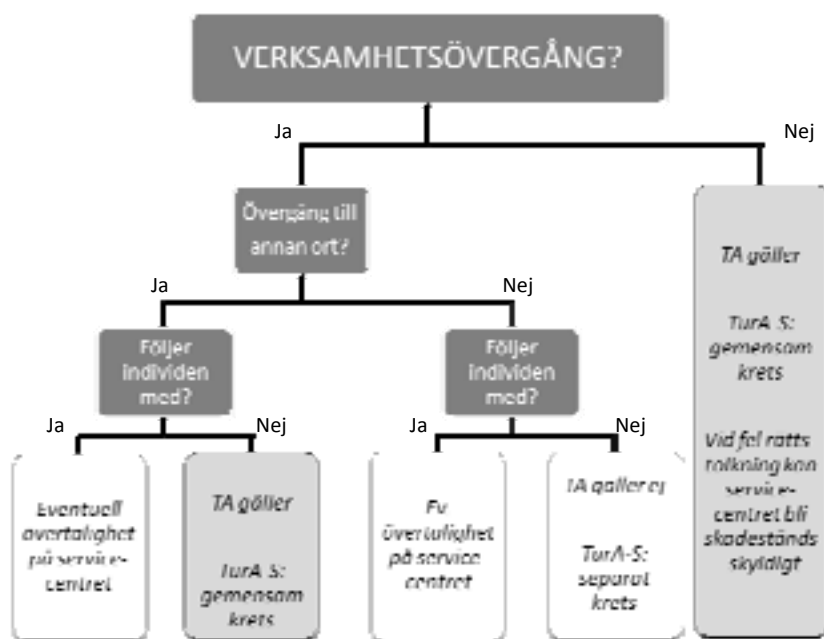 VERKSAMHETSÖVERGÅNG?
Ja
Nej
Övergång till
annan ort?
Ja
Nej
Följer
individen
med?
Följer
individen
med?
Ja
Nej
Ja
Nej
Eventuell
övertalighet
på service-
centret
TA gäller
TurA-S:
gemensam
krets
Ev
övertalighet
på service
centret
TA gäller ej
TurA-S:
separat
krets
TA gäller
TurA-S:
gemensam
krets
Vid fel rätts
tolkning kan
service-
centret bli
skadestånds
skyldigt